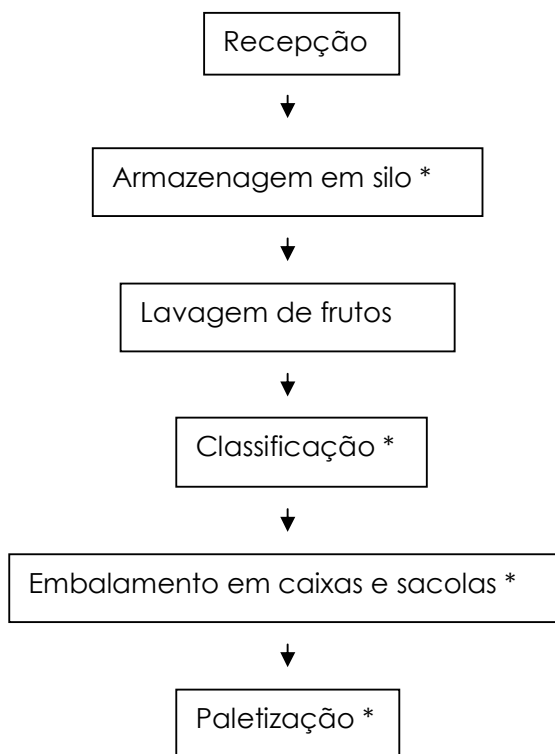 Recepção
Armazenagem em silo *
Lavagem de frutos
Classificação *
Embalamento em caixas e sacolas *
Paletização *